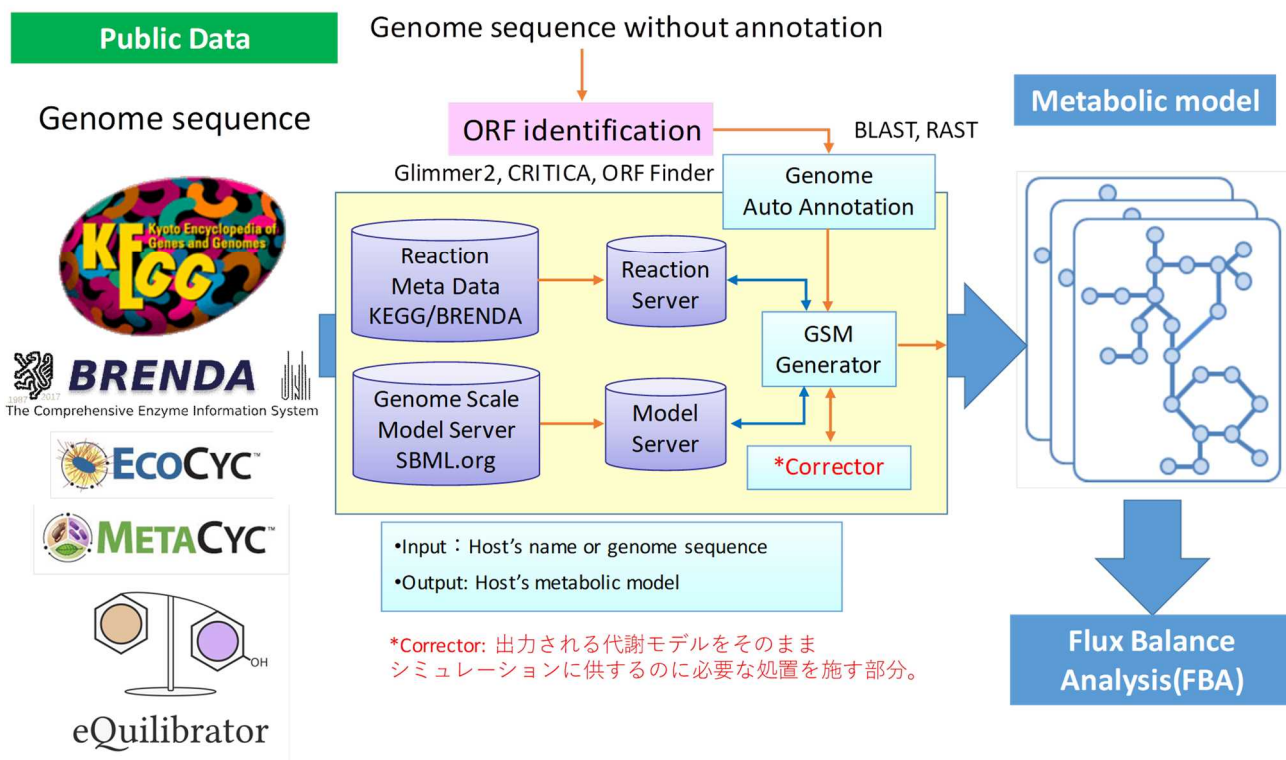 Public Data
Genome sequence without annotation
Genome sequence
ORF identification
BLAST, RAST
Metabolic model
Glimmer2, CRITICA, ORF Finder
Genome
Auto Annotation
KEGG
Kyoto Encyclopedia of
Genes and Genomes
Reaction
Meta Data
KEGG/BRENDA
Reaction
Server
GSM
Generator
BRENDA
1987 2017
The Comprehensive Enzyme Information System
Genome Scale
Model Server
SBML.org
Model
Server
*Corrector
ECOCYC™
METACYC™
•Input：Host's name or genome sequence
•Output: Host's metabolic model
*Corrector: 出力される代謝モデルをそのまま
シミュレーションに供するのに必要な処置を施す部分。
OH
eQuilibrator
Flux Balance
Analysis(FBA)